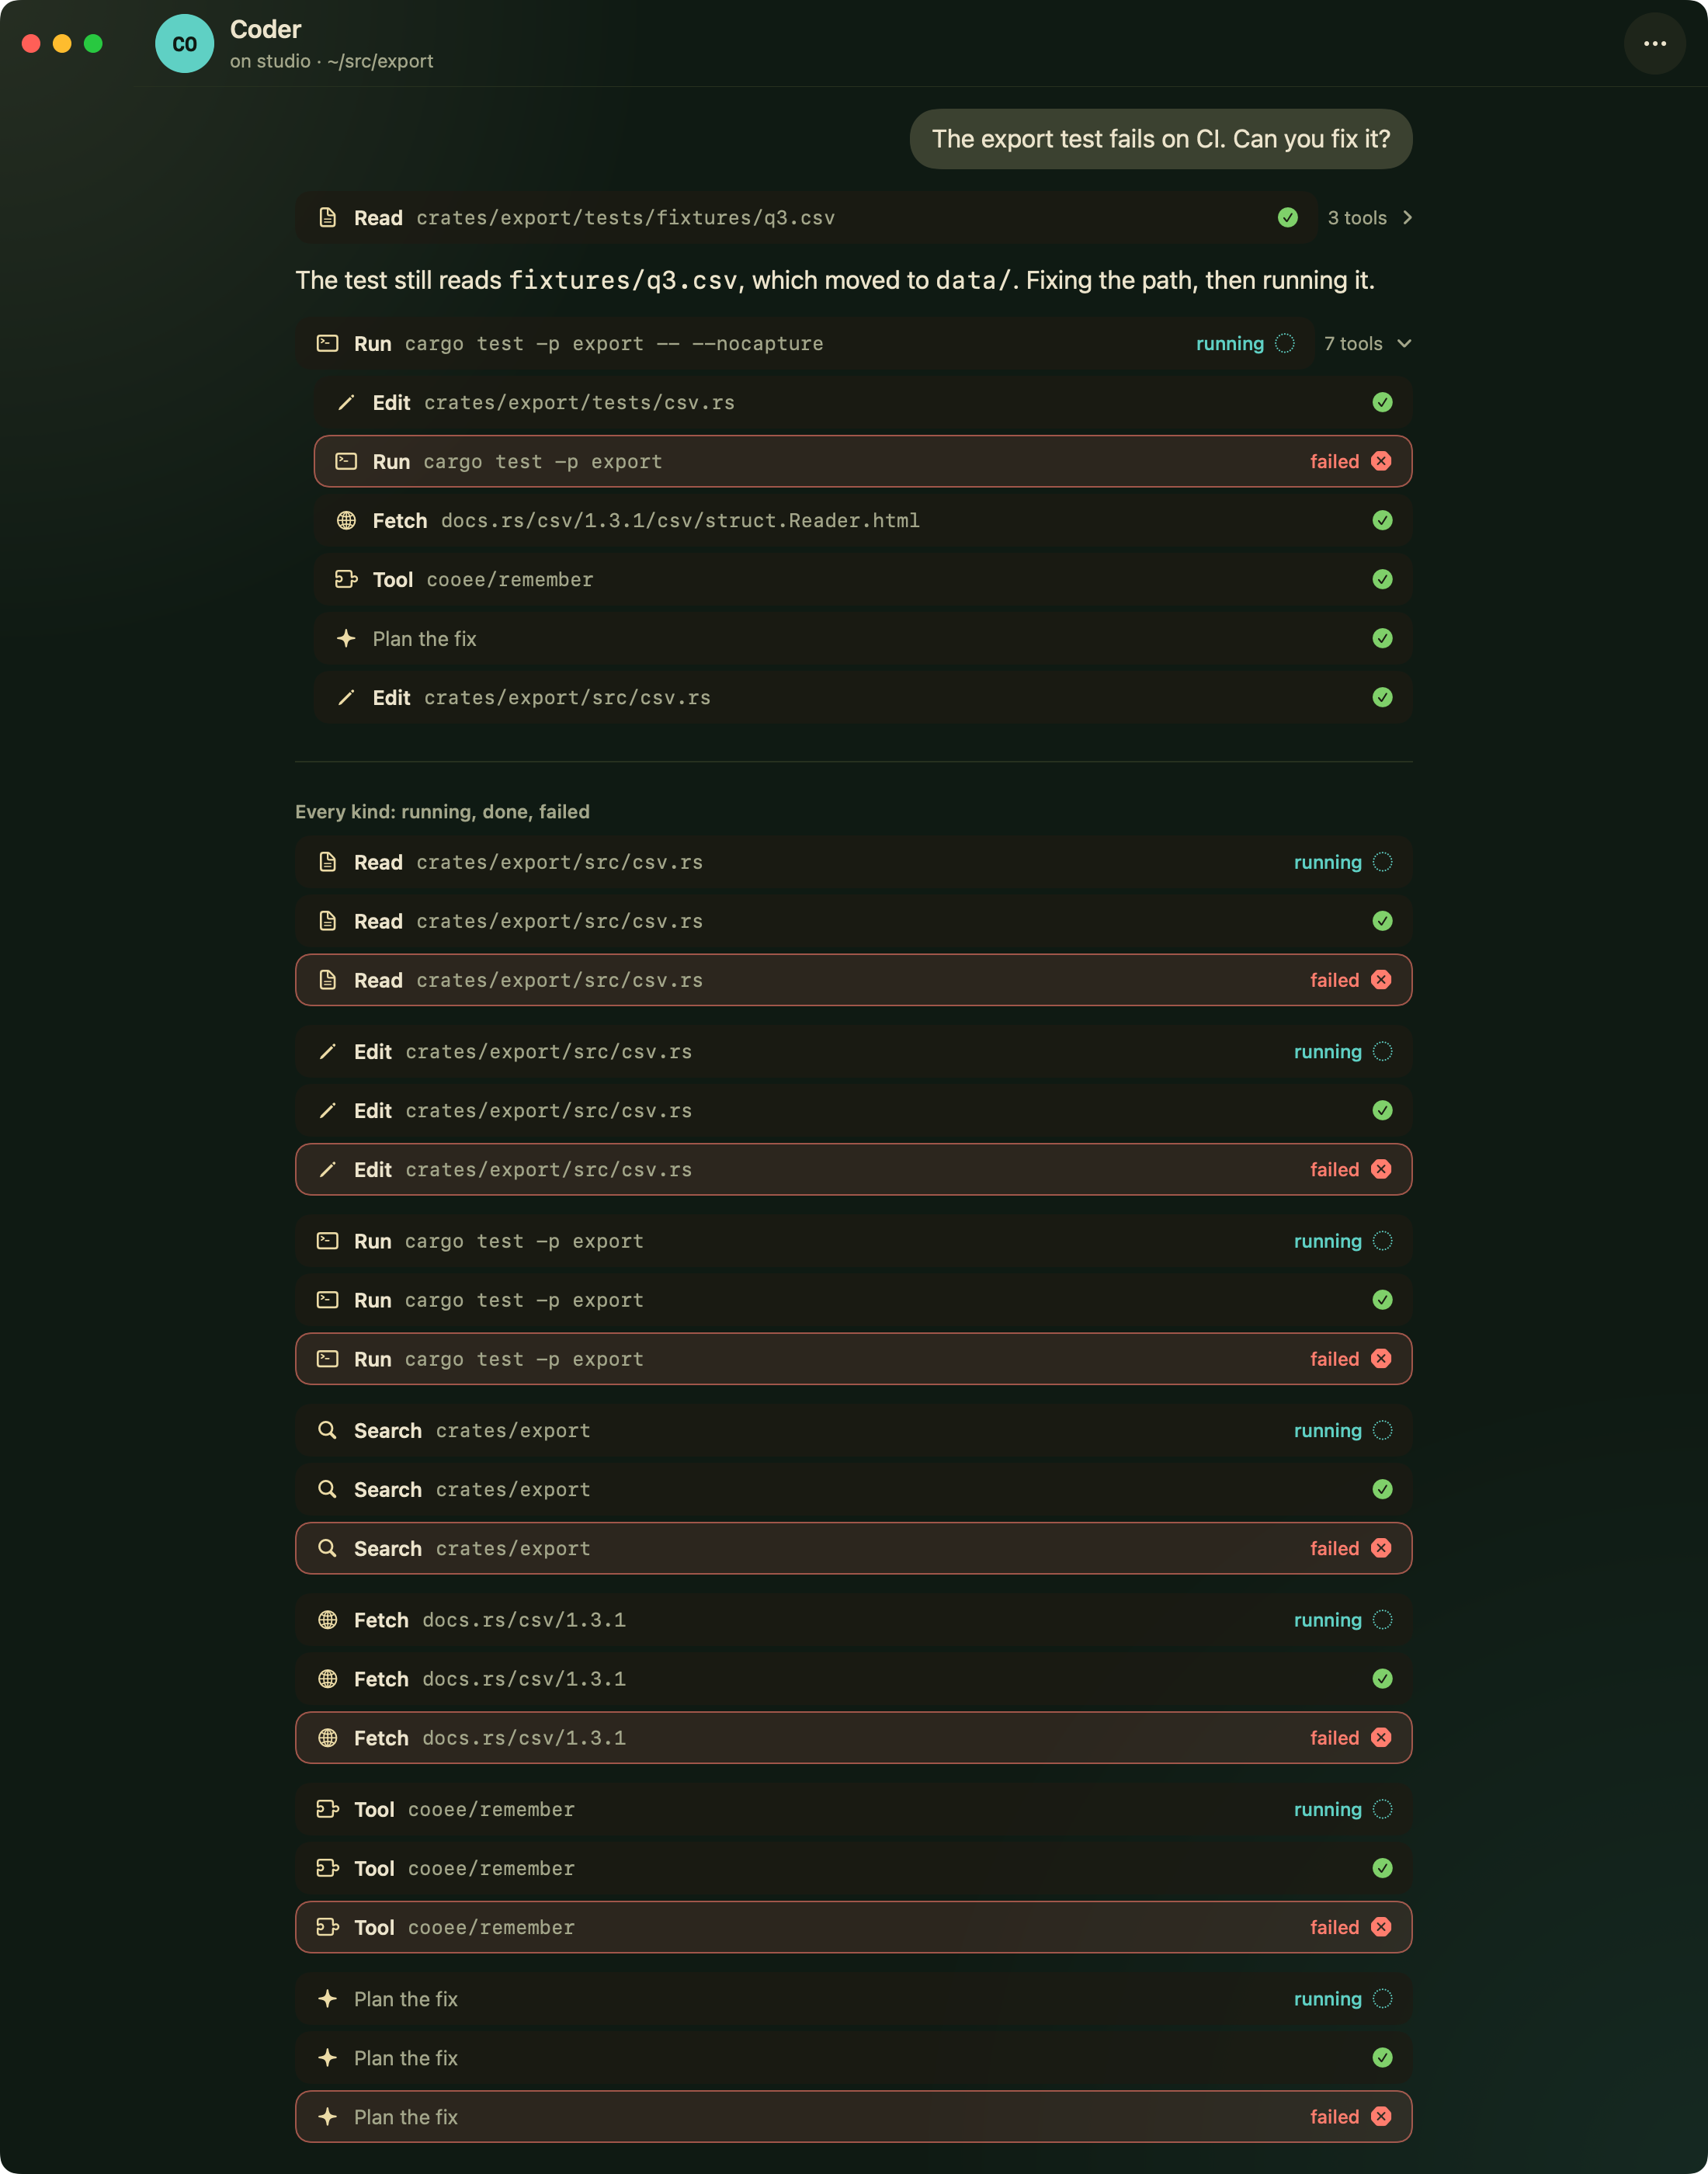 CO
Coder
on studio · ~/src/export
The export test fails on CI. Can you fix it?
Read crates/export/tests/fixtures/q3.csv 3 tools
The test still reads fixtures/q3.csv, which moved to data/. Fixing the path, then running it.
Run cargo test -p export -- --nocapture running 7 tools
Edit crates/export/tests/csv.rs
Run cargo test -p export failed
Fetch docs.rs/csv/1.3.1/csv/struct.Reader.html
Tool cooee/remember
Plan the fix
Edit crates/export/src/csv.rs
Every kind: running, done, failed
Read crates/export/src/csv.rs running
Read crates/export/src/csv.rs
Read crates/export/src/csv.rs failed
Edit crates/export/src/csv.rs running
Edit crates/export/src/csv.rs
Edit crates/export/src/csv.rs failed
Run cargo test -p export running
Run cargo test -p export
Run cargo test -p export failed
Search crates/export running
Search crates/export
Search crates/export failed
Fetch docs.rs/csv/1.3.1 running
Fetch docs.rs/csv/1.3.1
Fetch docs.rs/csv/1.3.1 failed
Tool cooee/remember running
Tool cooee/remember
Tool cooee/remember failed
Plan the fix running
Plan the fix
Plan the fix failed